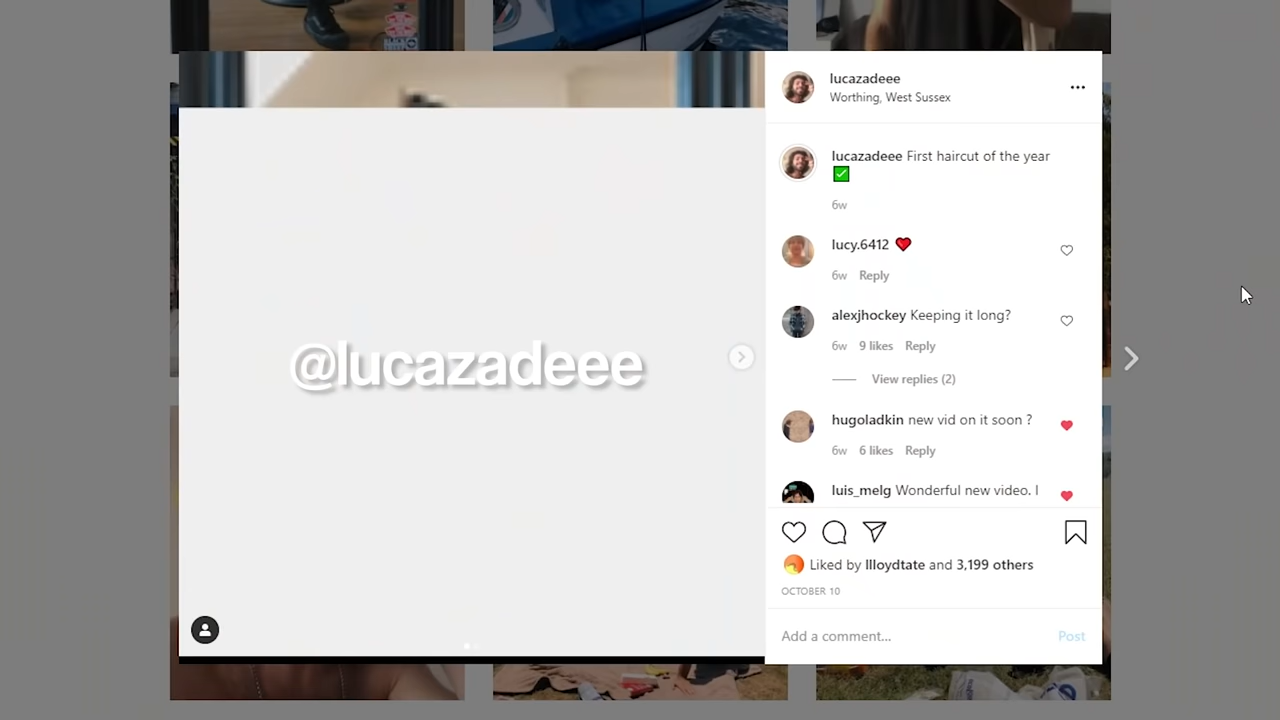 @lucazadeee
lucazadeee
Worthing, West Sussex
lucazadeee First haircut of the year
✅
6w
lucy.6412 ❤️
6w Reply
alexjhockey Keeping it long?
6w 9 likes Reply
View replies (2)
hugoladkin new vid on it soon ?
6w 6 likes Reply
luis_melg Wonderful new video. I
Liked by llloydtate and 3,199 others
OCTOBER 10
Add a comment... Post